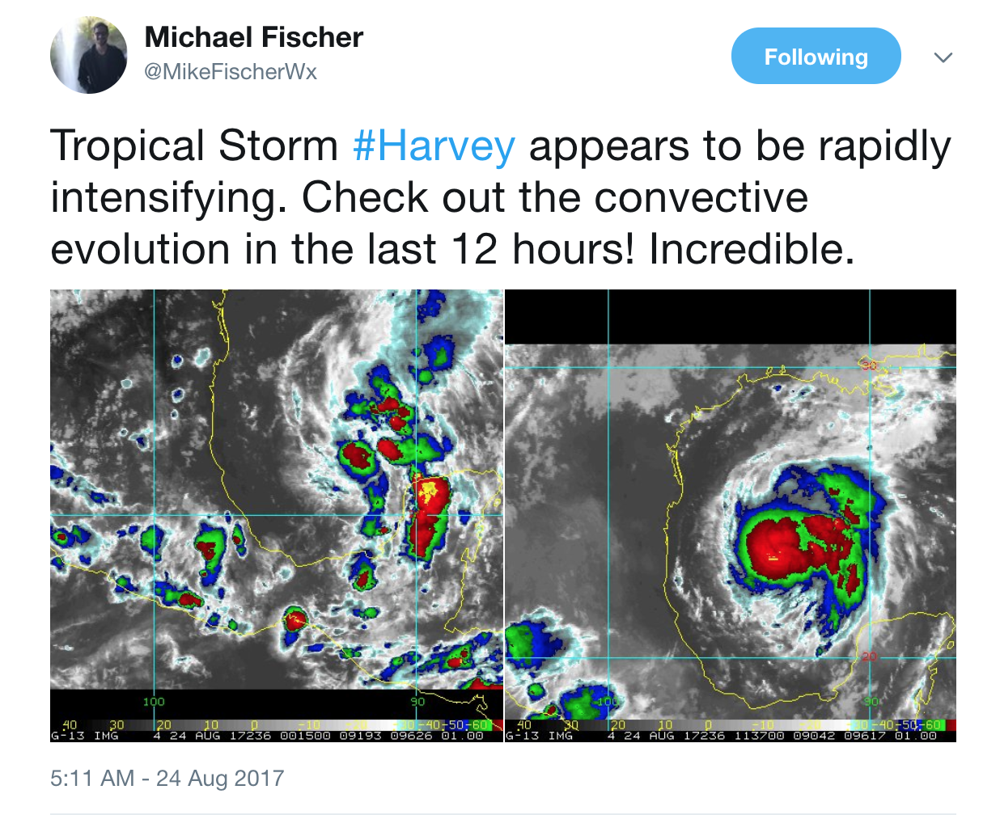 Michael Fischer
@MikeFischerWx
Following
Tropical Storm #Harvey appears to be rapidly
intensifying. Check out the convective
evolution in the last 12 hours! Incredible.
100 90
40 30 20 10 0 -10 -30 -40 -50 -60
G-13 IMG 4 24 AUG 17236 001500 09193 09626 01.00
30
20
100 90
40 30 20 10 0 -10 -30 -40 -50 -60
G-13 IMG 4 24 AUG 17236 113700 09042 09617 01.00
5:11 AM - 24 Aug 2017